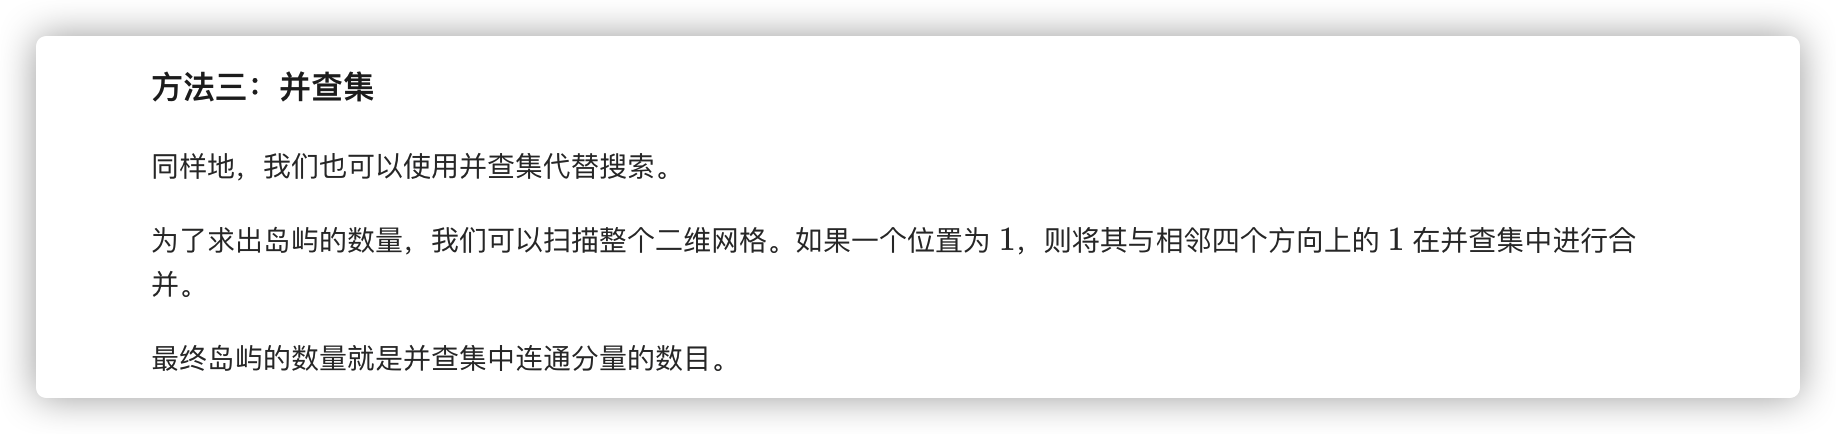 方法三：并查集
同样地，我们也可以使用并查集代替搜索。
为了求出岛屿的数量，我们可以扫描整个二维网格。如果一个位置为 1，则将其与相邻四个方向上的 1 在并查集中进行合
并。
最终岛屿的数量就是并查集中连通分量的数目。